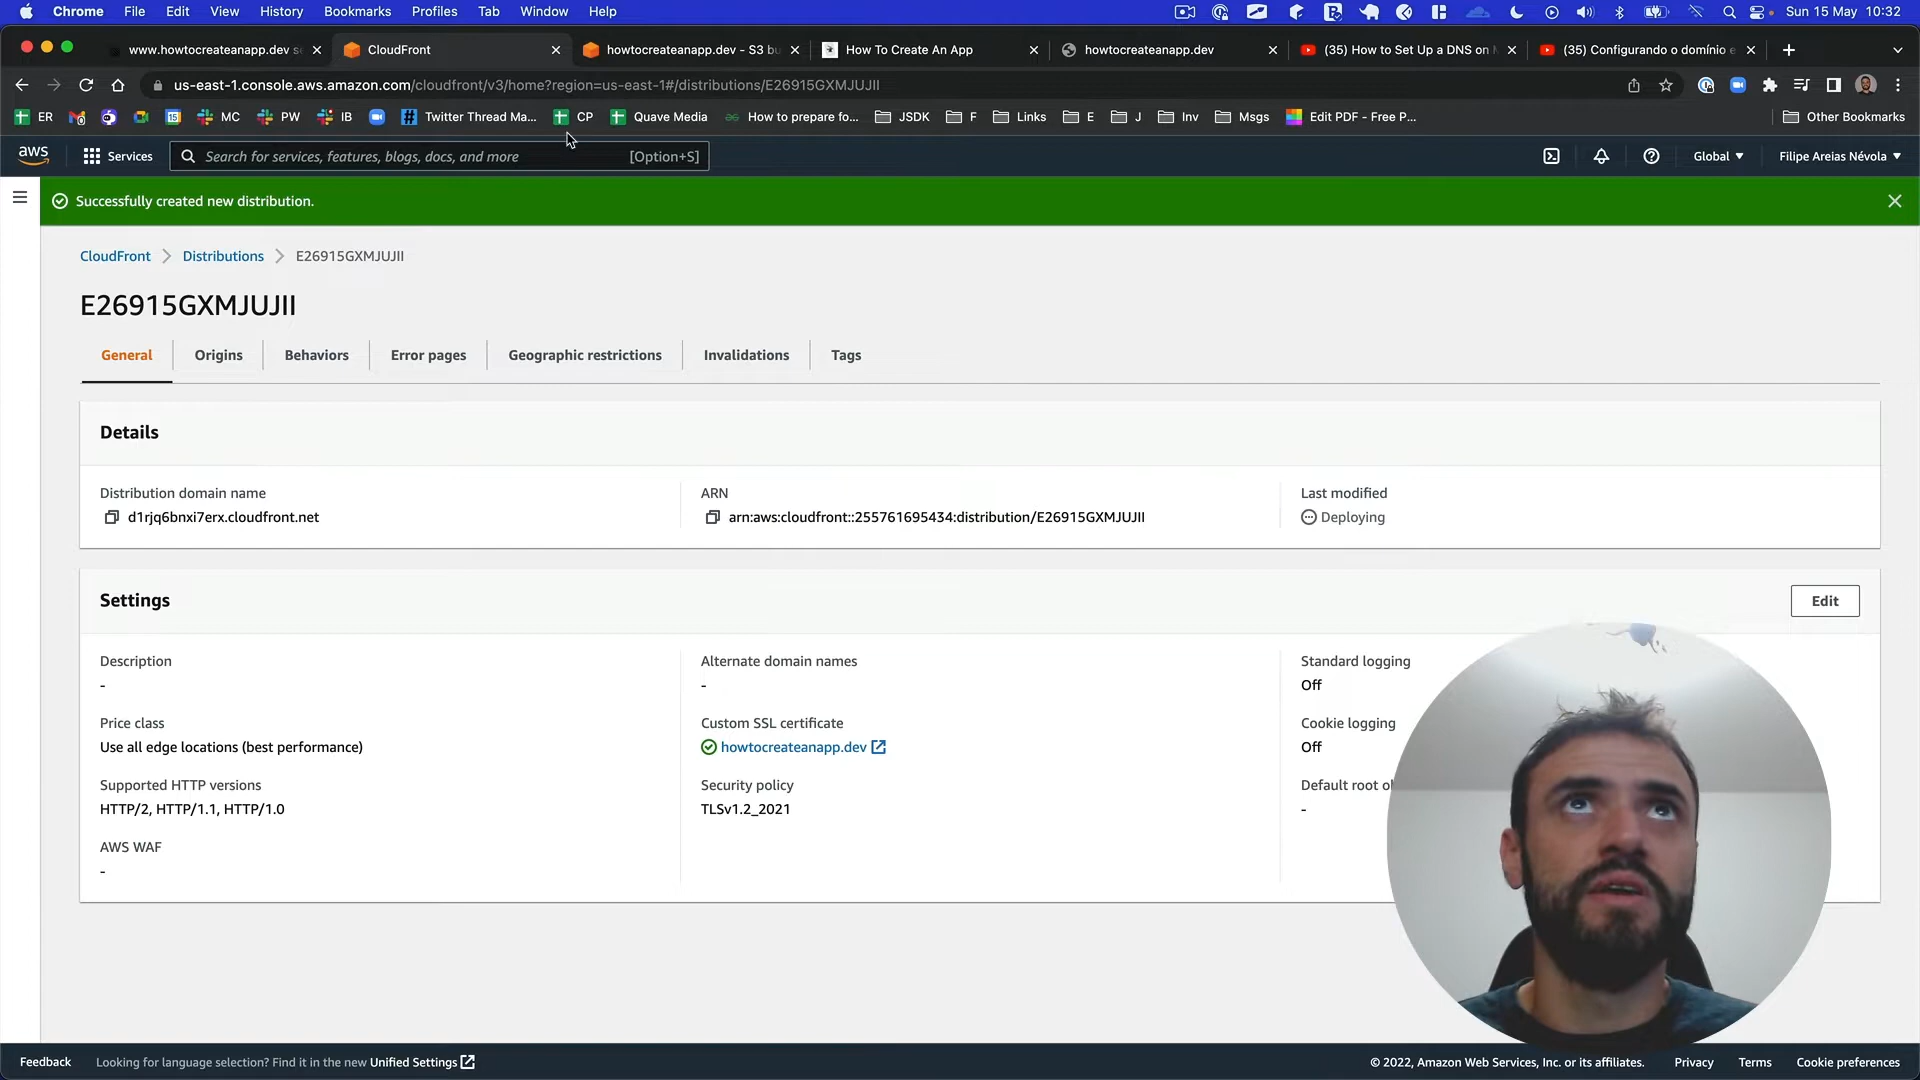 Chrome File Edit View History Bookmarks Profiles Tab Window Help Sun 15 May 10:32
www.howtocreateanapp.dev CloudFront howtocreateanapp.dev - S3 bu How To Create An App howtocreateanapp.dev (35) How to Set Up a DNS on (35) Configurando o domínio e
us-east-1.console.aws.amazon.com/cloudfront/v3/home?region=us-east-1#/distributions/E26915GXMJUJII
ER MC PW IB Twitter Thread Ma... CP Quave Media How to prepare fo... JSDK F Links E J Inv Msgs Edit PDF - Free P... Other Bookmarks
aws Services Search for services, features, blogs, docs, and more [Option+S] Global Filipe Areias Névola
Successfully created new distribution.
CloudFront Distributions E26915GXMJUJII
E26915GXMJUJII
General Origins Behaviors Error pages Geographic restrictions Invalidations Tags
Details
Distribution domain name ARN Last modified
d1rjq6bnxi7erx.cloudfront.net arn:aws:cloudfront::255761695434:distribution/E26915GXMJUJII Deploying
Settings Edit
Description Alternate domain names Standard logging
- - Off
Price class Custom SSL certificate Cookie logging
Use all edge locations (best performance) howtocreateanapp.dev Off
Supported HTTP versions Security policy Default root
HTTP/2, HTTP/1.1, HTTP/1.0 TLSv1.2_2021 -
AWS WAF
-
Feedback Looking for language selection? Find it in the new Unified Settings © 2022, Amazon Web Services, Inc. or its affiliates. Privacy Terms Cookie preferences